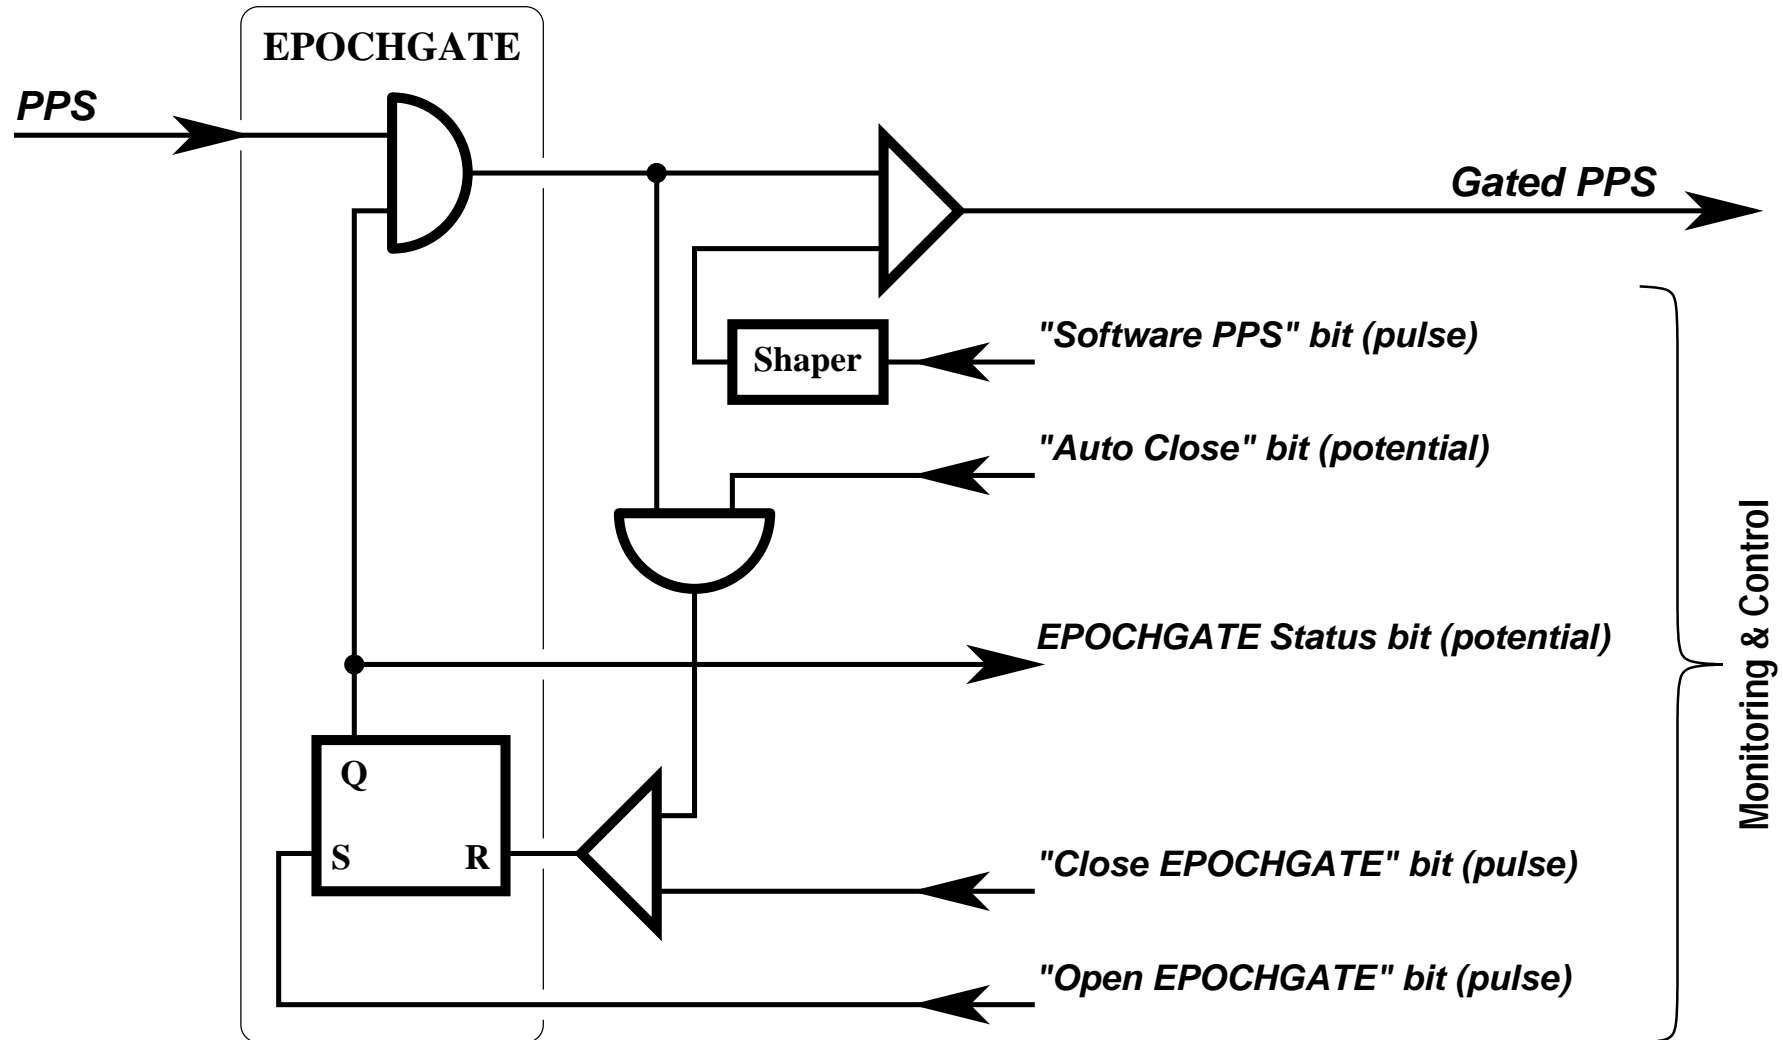 EPOCHGATE
PPS
Gated PPS
"Software PPS" bit (pulse)
Shaper
"Auto Close" bit (potential)
EPOCHGATE Status bit (potential)
Monitoring & Control
Q
S
R
"Close EPOCHGATE" bit (pulse)
"Open EPOCHGATE" bit (pulse)